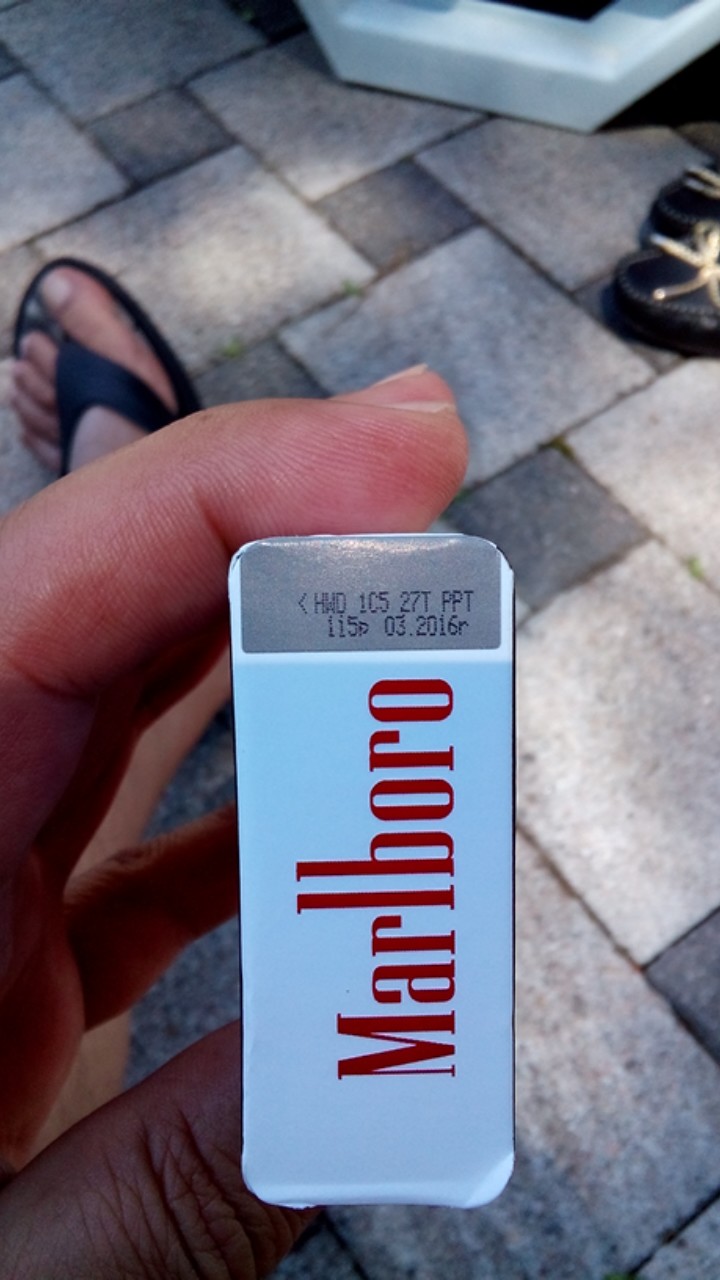 < HWD 1C5 27T PPT
115р 03.2016г
Marlboro